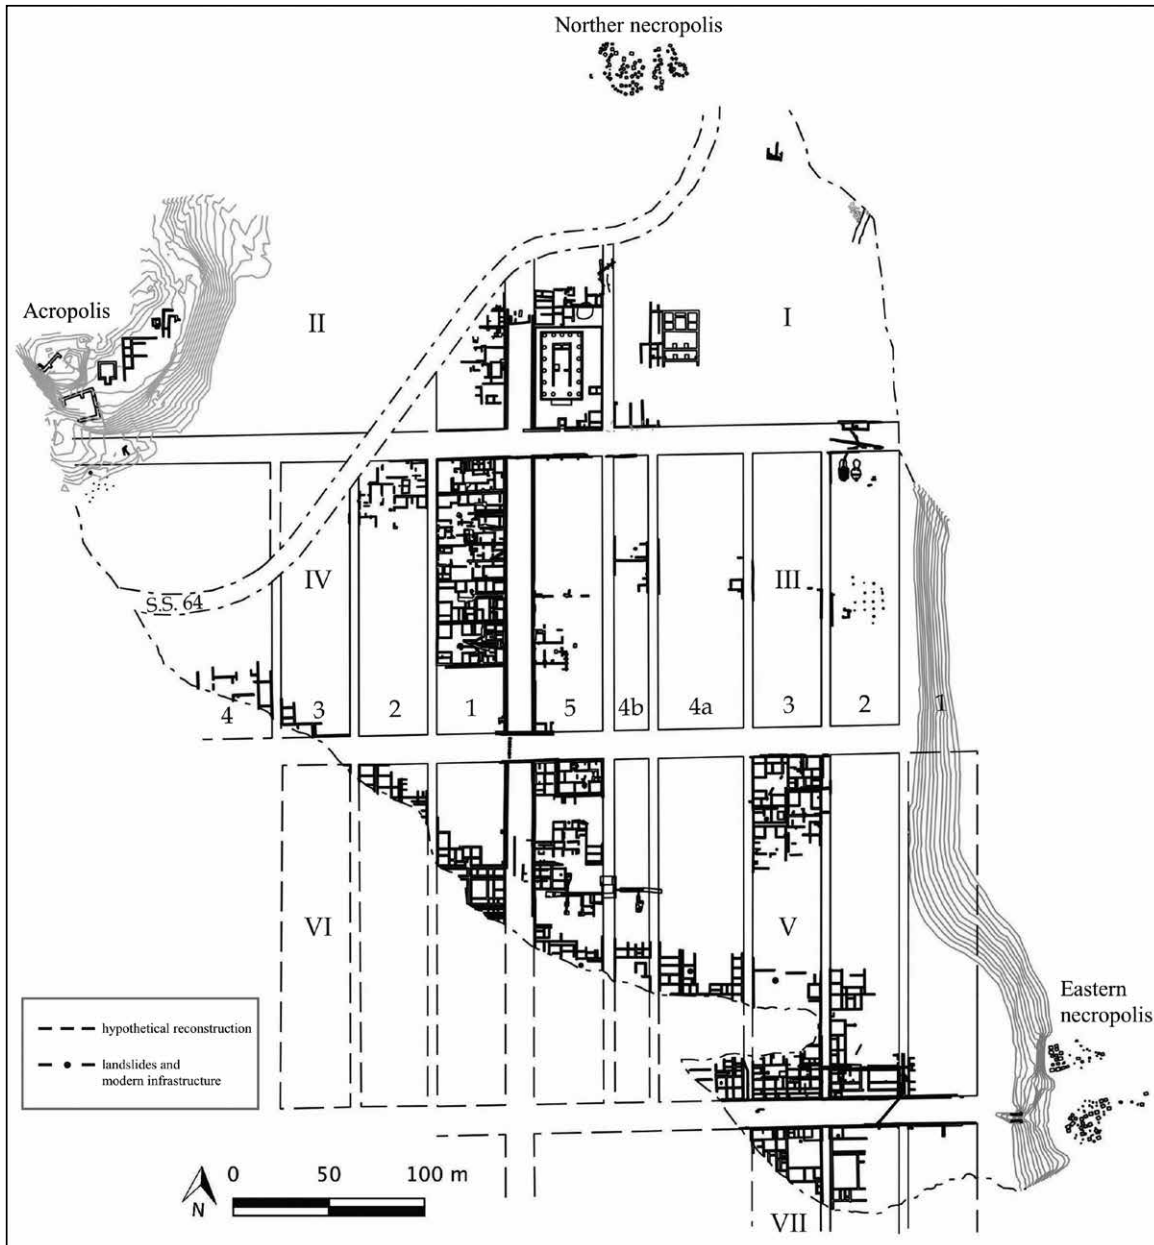 Norther necropolis
Acropolis
II
I
IV
III
S.S. 64
4
3
2
1
5
4b
4a
3
2
1
VI
V
Eastern
necropolis
hypothetical reconstruction
landslides and
modern infrastructure
0
50
100 m
N
VII